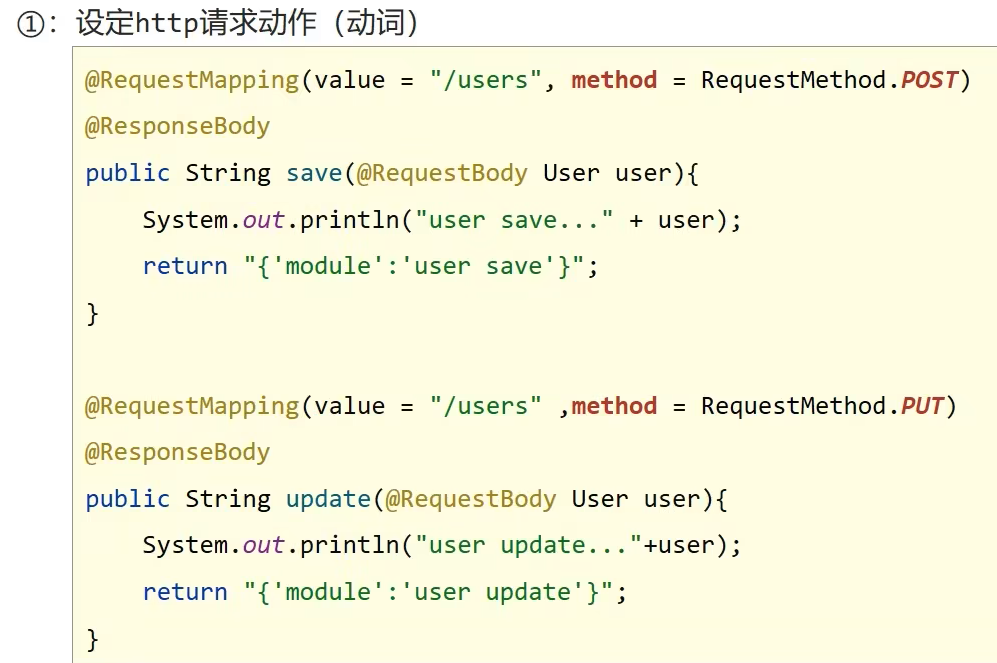 ①：设定http请求动作（动词）
@RequestMapping(value = "/users", method = RequestMethod.POST)
@ResponseBody
public String save(@RequestBody User user){
    System.out.println("user save..." + user);
    return "{'module':'user save'}";
}
@RequestMapping(value = "/users" ,method = RequestMethod.PUT)
@ResponseBody
public String update(@RequestBody User user){
    System.out.println("user update..."+user);
    return "{'module':'user update'}";
}